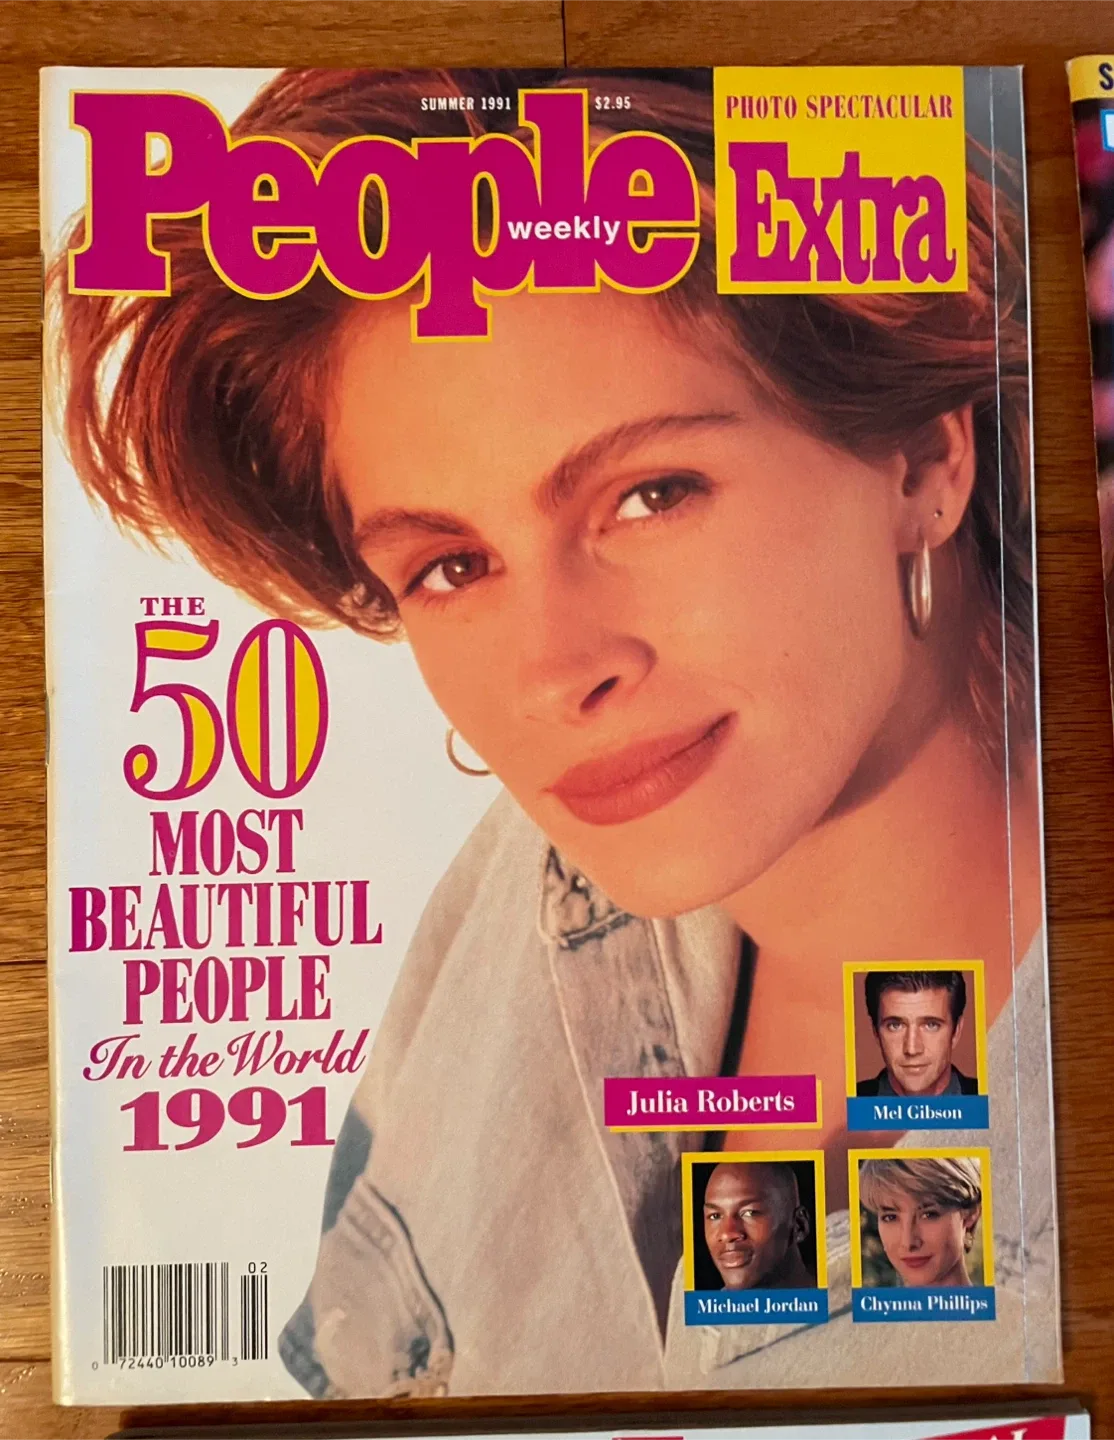 SUMMER 1991 $2.95
People
weekly
PHOTO SPECTACULAR
Extra
THE
50
MOST
BEAUTIFUL
PEOPLE
In the World
1991
Julia Roberts
Mel Gibson
Michael Jordan
Chynna Phillips
02
0 72440 10089 3